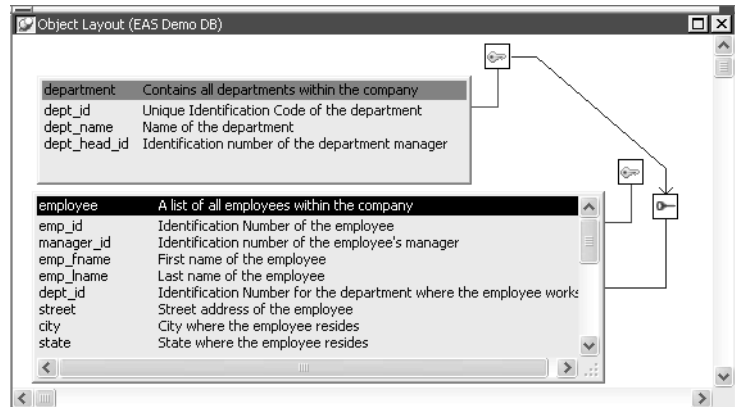 Object Layout (EAS Demo DB)
department Contains all departments within the company
dept_id Unique Identification Code of the department
dept_name Name of the department
dept_head_id Identification number of the department manager
employee A list of all employees within the company
emp_id Identification Number of the employee
manager_id Identification number of the employee's manager
emp_fname First name of the employee
emp_lname Last name of the employee
dept_id Identification Number for the department where the employee works
street Street address of the employee
city City where the employee resides
state State where the employee resides